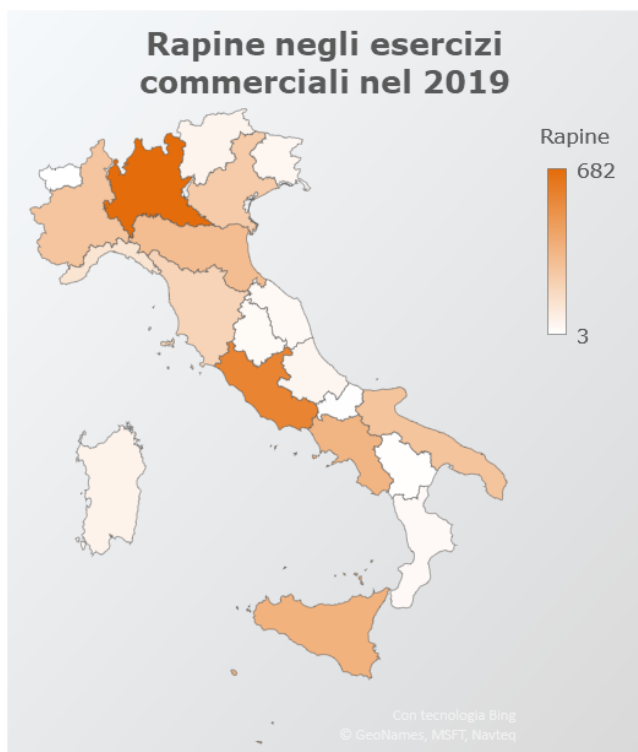 Rapine negli esercizi
commerciali nel 2019
Rapine
682
3
Con tecnologia Bing
© GeoNames, MSFT, Navteq